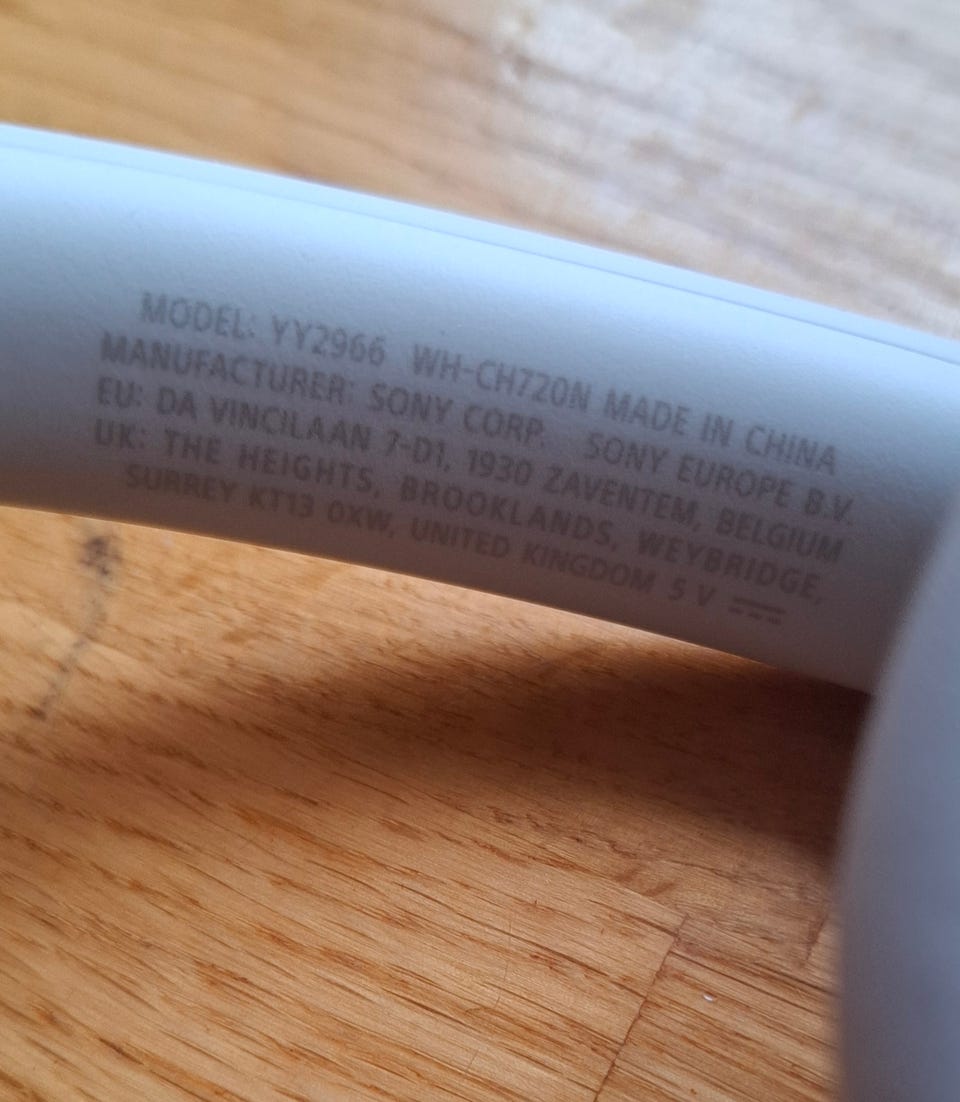 MODEL: YY2966 WH-CH720N MADE IN CHINA
MANUFACTURER: SONY CORP. SONY EUROPE B.V.
EU: DA VINCILAAN 7-D1, 1930 ZAVENTEM, BELGIUM
UK: THE HEIGHTS, BROOKLANDS, WEYBRIDGE,
SURREY KT13 0XW, UNITED KINGDOM 5 V ⎓